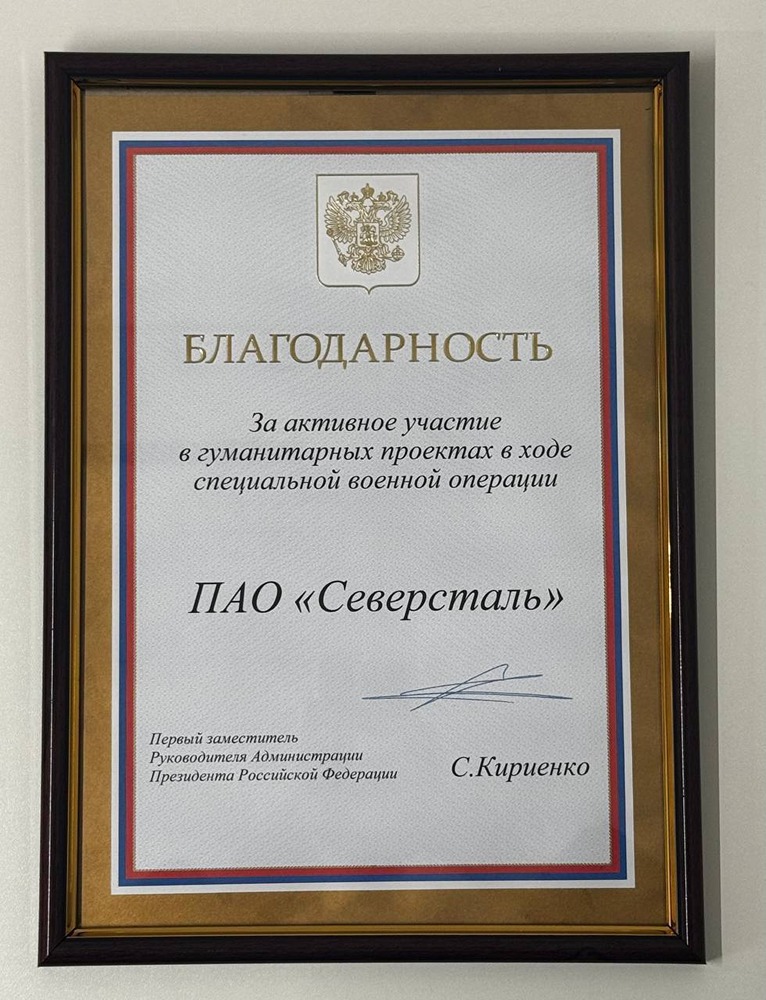 БЛАГОДАРНОСТЬ
За активное участие
в гуманитарных проектах в ходе
специальной военной операции
ПАО «Северсталь»
Первый заместитель
Руководителя Администрации
Президента Российской Федерации
С.Кириенко